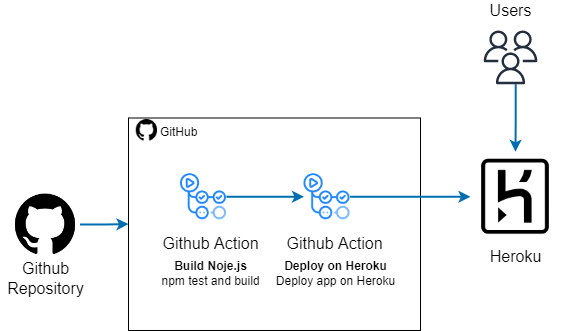 Users
GitHub
Github Action
Build Noje.js
npm test and build
Github Action
Deploy on Heroku
Deploy app on Heroku
Github
Repository
Heroku